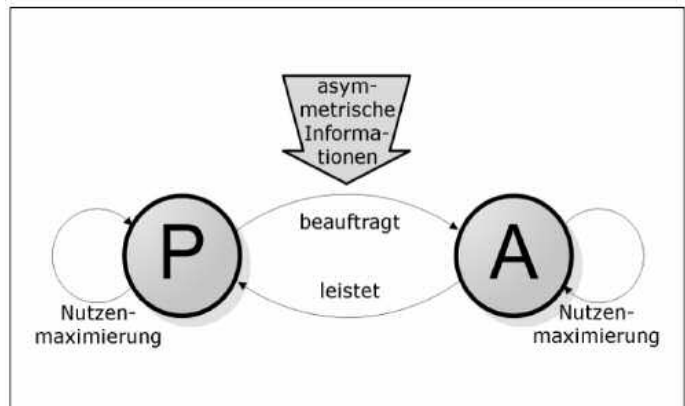 asym-
metrische
Informa-
tionen
beauftragt
P
A
leistet
Nutzen-
maximierung
Nutzen-
maximierung